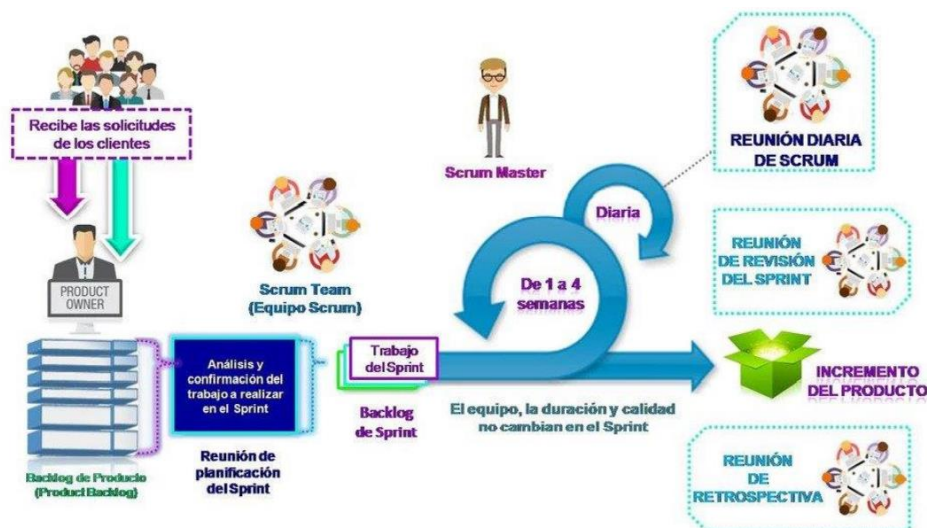 Recibe las solicitudes
de los clientes
PRODUCT
OWNER
Backlog de Producio
(Product Backlog)
Análisis y
confirmación del
trabajo a realizar
en el Sprint
Reunión de
planificación
del Sprint
Scrum Team
(Equipo Scrum)
Trabajo
del Sprint
Backlog
de Sprint
Scrum Master
Diaria
De 1 a 4
semanas
El equipo, la duración y calidad
no cambian en el Sprint
REUNIÓN DIARIA
DE SCRUM
REUNIÓN
DE REVISIÓN
DEL SPRINT
INCREMENTO
DEL PRODUCTO
REUNIÓN
DE
RETROSPECTIVA